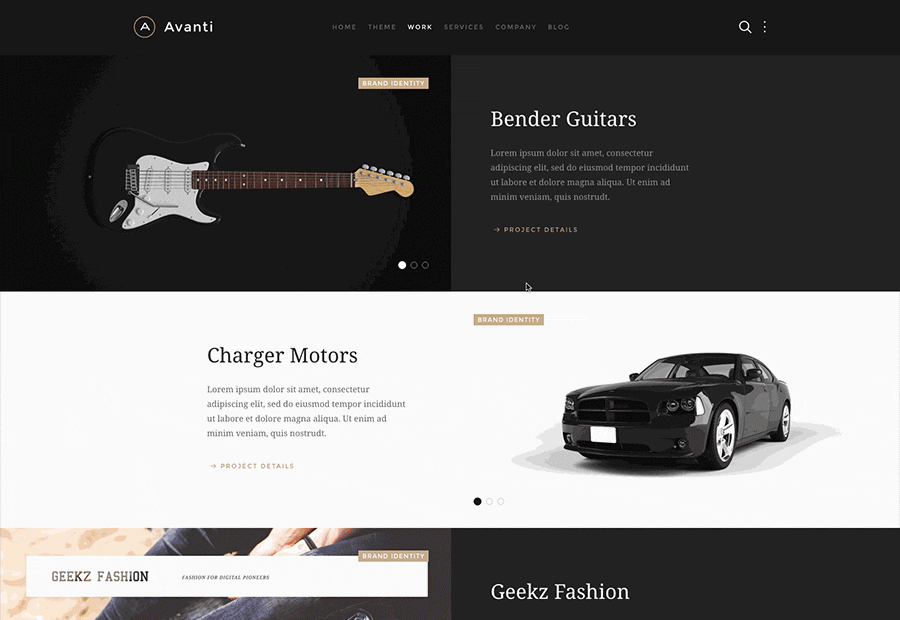 A Avanti
HOME THEME WORK SERVICES COMPANY BLOG
BRAND IDENTITY
Bender Guitars
Lorem ipsum dolor sit amet, consectetur
adipiscing elit, sed do eiusmod tempor incididunt
ut labore et dolore magna aliqua. Ut enim ad
minim veniam, quis nostrudt.
→ PROJECT DETAILS
BRAND IDENTITY
Charger Motors
Lorem ipsum dolor sit amet, consectetur
adipiscing elit, sed do eiusmod tempor incididunt
ut labore et dolore magna aliqua. Ut enim ad
minim veniam, quis nostrudt.
→ PROJECT DETAILS
BRAND IDENTITY
GEEKZ FASHION
FASHION FOR DIGITAL PIONEERS
Geekz Fashion